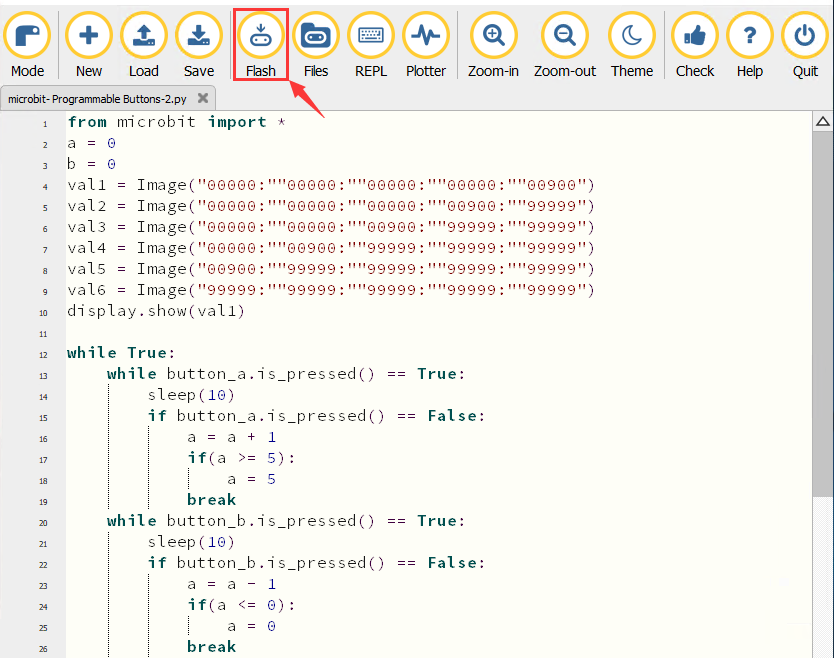 Mode New Load Save Flash Files REPL Plotter Zoom-in Zoom-out Theme Check ? Help Quit
microbit-Programmable Buttons-2.py
1 from microbit import *
2 a = 0
3 b = 0
4 val1 = Image("00000:""00000:""00000:""00000:""00900")
5 val2 = Image("00000:""00000:""00000:""00900:""99999")
6 val3 = Image("00000:""00000:""00900:""99999:""99999")
7 val4 = Image("00000:""00900:""99999:""99999:""99999")
8 val5 = Image("00900:""99999:""99999:""99999:""99999")
9 val6 = Image("99999:""99999:""99999:""99999:""99999")
10 display.show(val1)
11
12 while True:
13     while button_a.is_pressed() == True:
14         sleep(10)
15         if button_a.is_pressed() == False:
16             a = a + 1
17             if(a >= 5):
18                 a = 5
19             break
20     while button_b.is_pressed() == True:
21         sleep(10)
22         if button_b.is_pressed() == False:
23             a = a - 1
24             if(a <= 0):
25                 a = 0
26             break